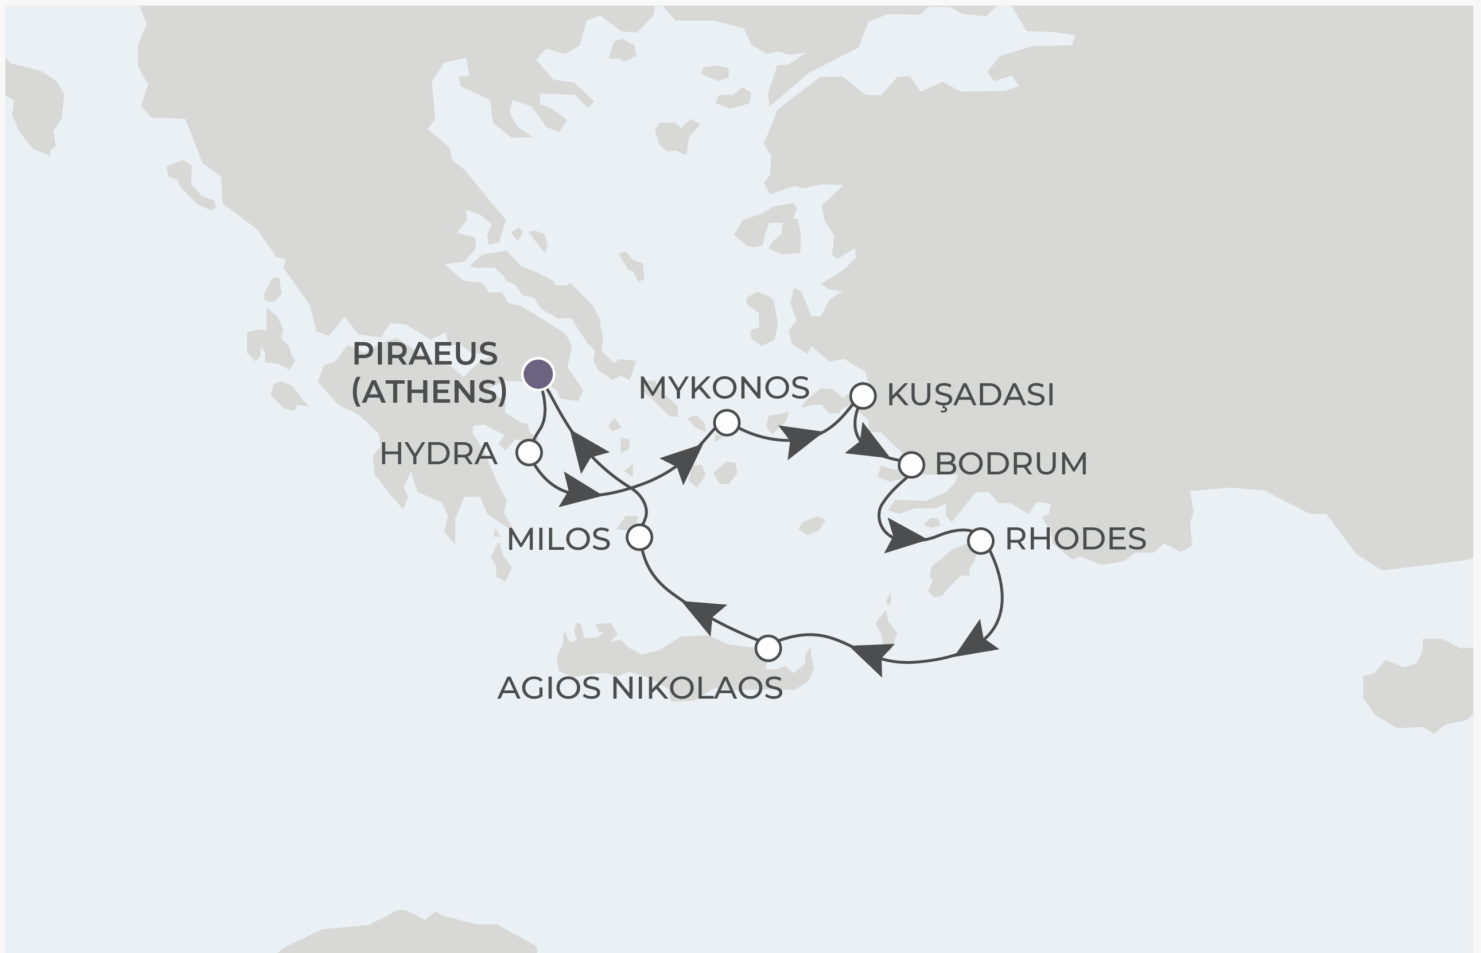 PIRAEUS
(ATHENS)
MYKONOS
KUŞADASI
HYDRA
BODRUM
MILOS
RHODES
AGIOS NIKOLAOS